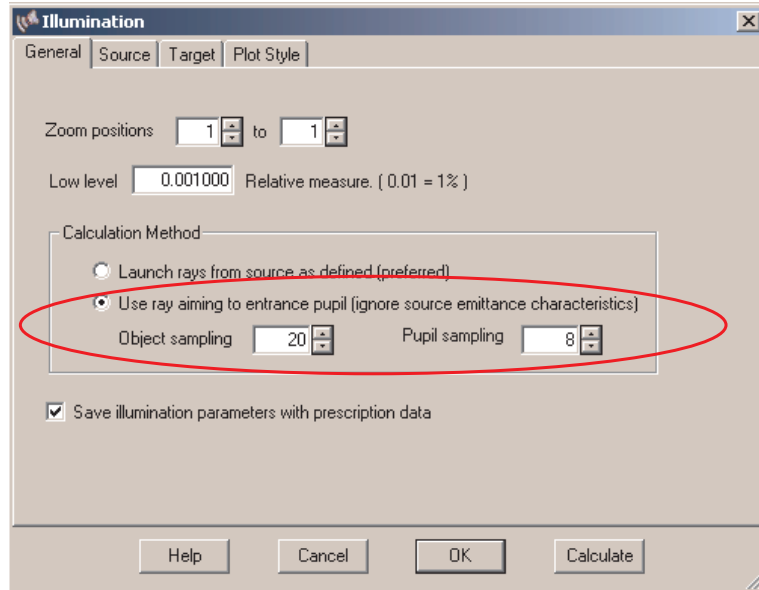 Illumination
General Source Target Plot Style
Zoom positions 1 to 1
Low level 0.001000 Relative measure. ( 0.01 = 1% )
Calculation Method
Launch rays from source as defined (preferred)
Use ray aiming to entrance pupil (ignore source emittance characteristics)
Object sampling 20 Pupil sampling 8
Save illumination parameters with prescription data
Help Cancel OK Calculate